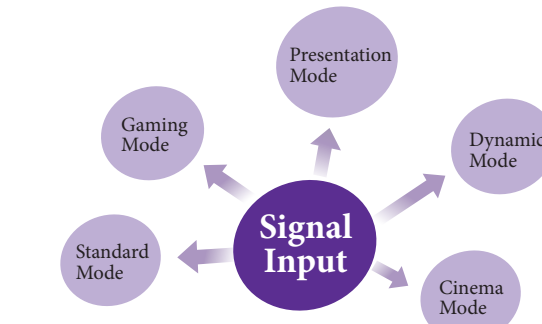 Presentation
Mode
Gaming
Mode
Dynamic
Mode
Signal
Input
Standard
Mode
Cinema
Mode